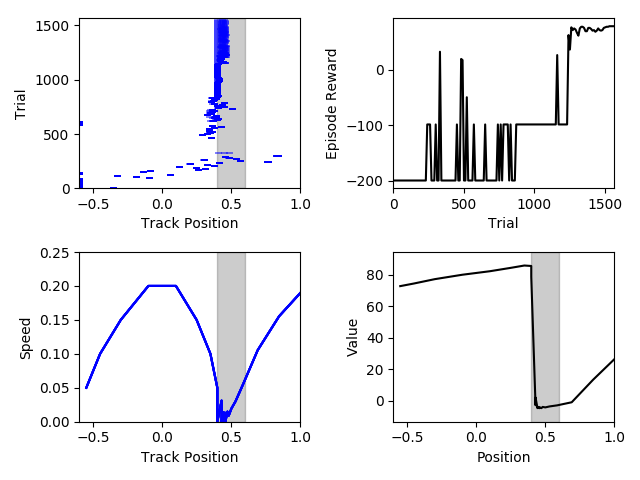 1500
1000
500
0
−0.5 0.0 0.5 1.0
Trial
Track Position
0
−100
−200
0 500 1000 1500
Episode Reward
Trial
0.25
0.20
0.15
0.10
0.05
0.00
−0.5 0.0 0.5 1.0
Speed
Track Position
80
60
40
20
0
−0.5 0.0 0.5 1.0
Value
Position